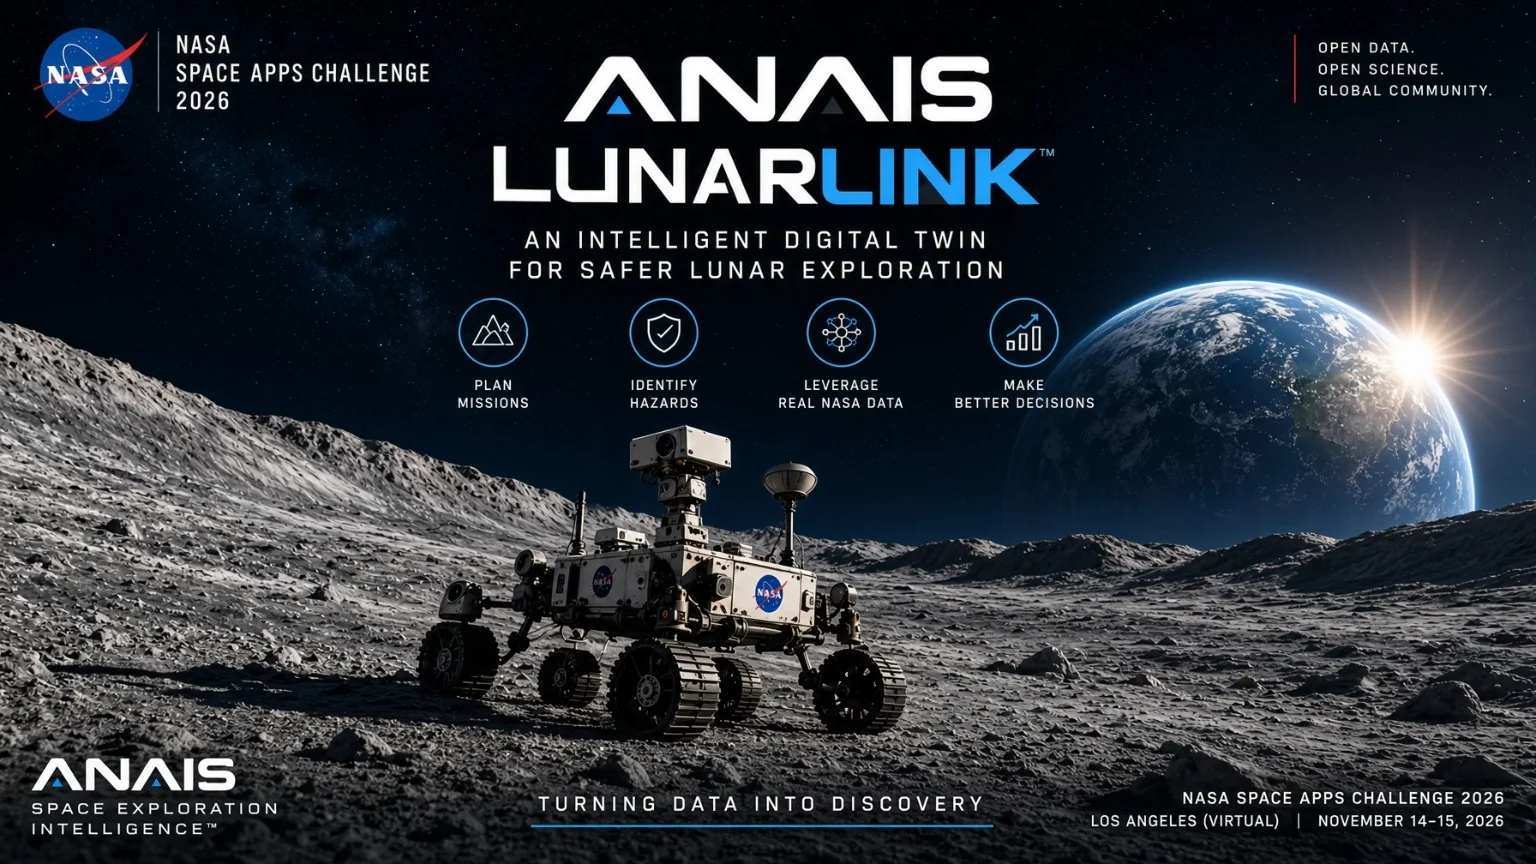 NASA
NASA
SPACE APPS CHALLENGE
2026
ANAIS
LUNARLINK™
AN INTELLIGENT DIGITAL TWIN
FOR SAFER LUNAR EXPLORATION
OPEN DATA.
OPEN SCIENCE.
GLOBAL COMMUNITY.
PLAN
MISSIONS
IDENTIFY
HAZARDS
LEVERAGE
REAL NASA DATA
MAKE
BETTER DECISIONS
NASA
NASA
ANAIS
SPACE EXPLORATION
INTELLIGENCE™
TURNING DATA INTO DISCOVERY
NASA SPACE APPS CHALLENGE 2026
LOS ANGELES (VIRTUAL) | NOVEMBER 14–15, 2026